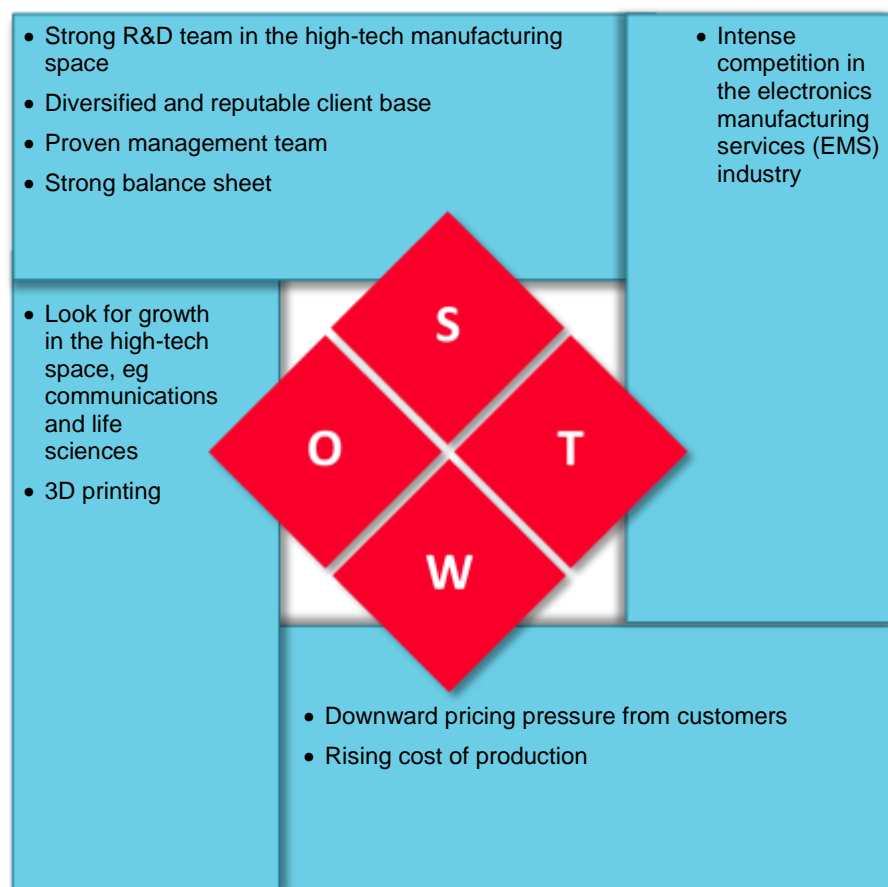 • Strong R&D team in the high-tech manufacturing
space
• Diversified and reputable client base
• Proven management team
• Strong balance sheet
• Intense
competition in
the electronics
manufacturing
services (EMS)
industry
• Look for growth
in the high-tech
space, eg
communications
and life
sciences
• 3D printing
S
O
T
W
• Downward pricing pressure from customers
• Rising cost of production